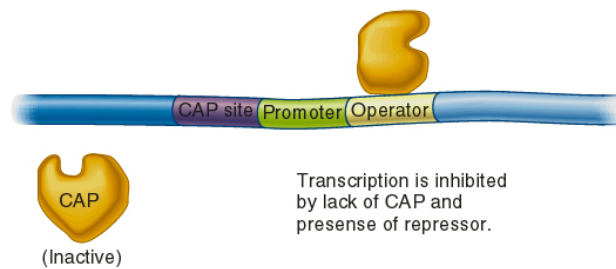 CAP site Promoter Operator
CAP
(Inactive)
Transcription is inhibited
by lack of CAP and
presense of repressor.